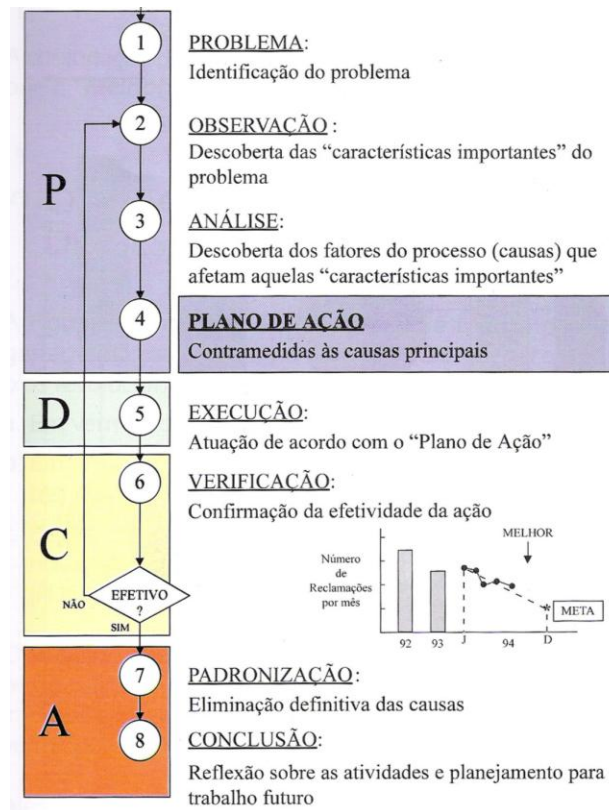 P
1
PROBLEMA:
Identificação do problema
2
OBSERVAÇÃO :
Descoberta das “características importantes” do
problema
3
ANÁLISE:
Descoberta dos fatores do processo (causas) que
afetam aquelas “características importantes”
4
PLANO DE AÇÃO
Contramedidas às causas principais
D
5
EXECUÇÃO:
Atuação de acordo com o “Plano de Ação”
C
6
VERIFICAÇÃO:
Confirmação da efetividade da ação
EFETIVO
?
NÃO
SIM
Número
de
Reclamações
por mês
MELHOR
META
92 93 J 94 D
A
7
PADRONIZAÇÃO:
Eliminação definitiva das causas
8
CONCLUSÃO:
Reflexão sobre as atividades e planejamento para
trabalho futuro